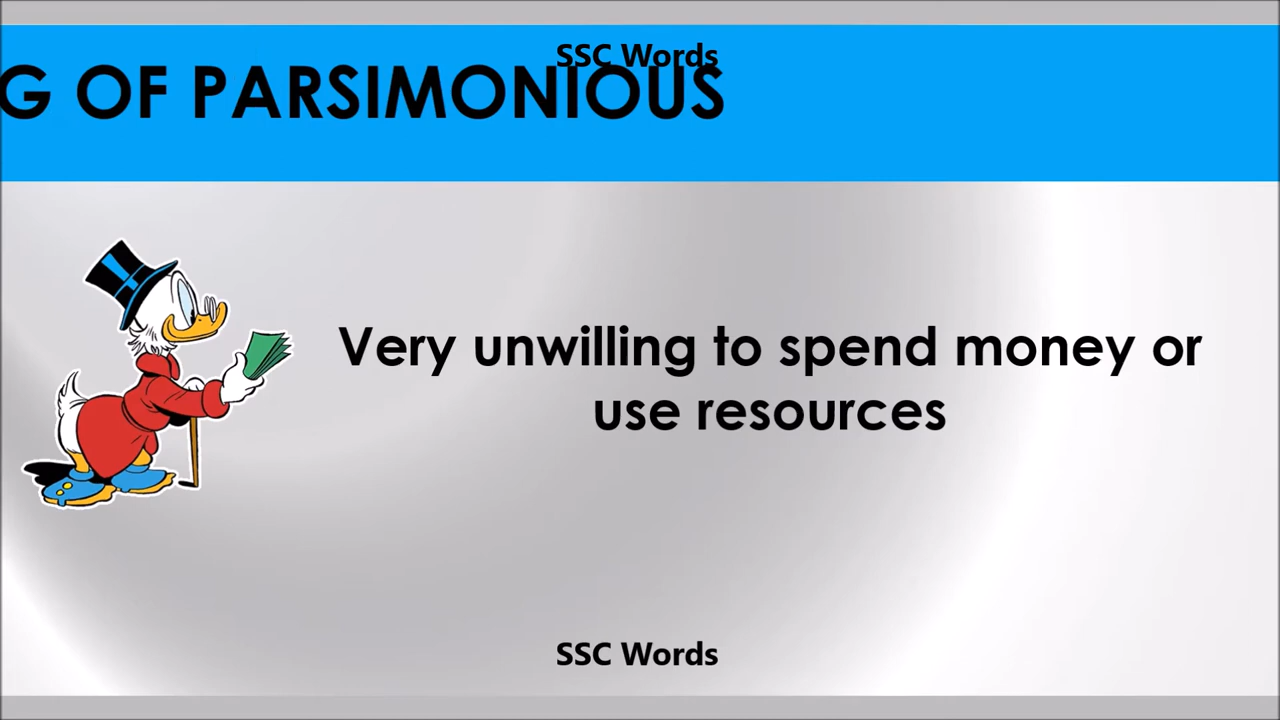 SSC Words
G OF PARSIMONIOUS
Very unwilling to spend money or
use resources
SSC Words